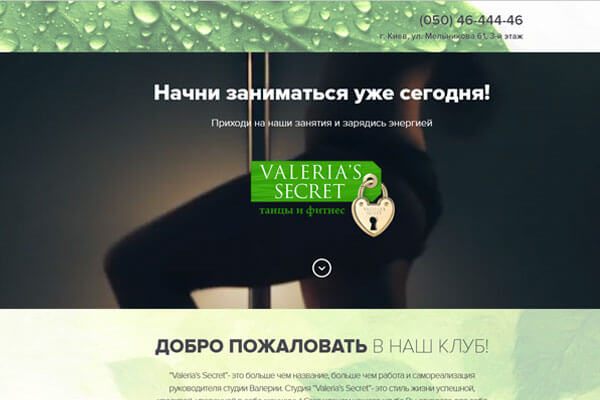 (050) 46-444-46
г. Киев, ул. Мельникова 61, 3-й этаж
Начни заниматься уже сегодня!
Приходи на наши занятия и зарядись энергией
VALERIA'S
SECRET
танцы и фитнес
ДОБРО ПОЖАЛОВАТЬ В НАШ КЛУБ!
"Valeria's Secret"- это больше чем название, больше чем работа и самореализация
руководителя студии Валерии. Студия "Valeria's Secret"- это стиль жизни успешной,